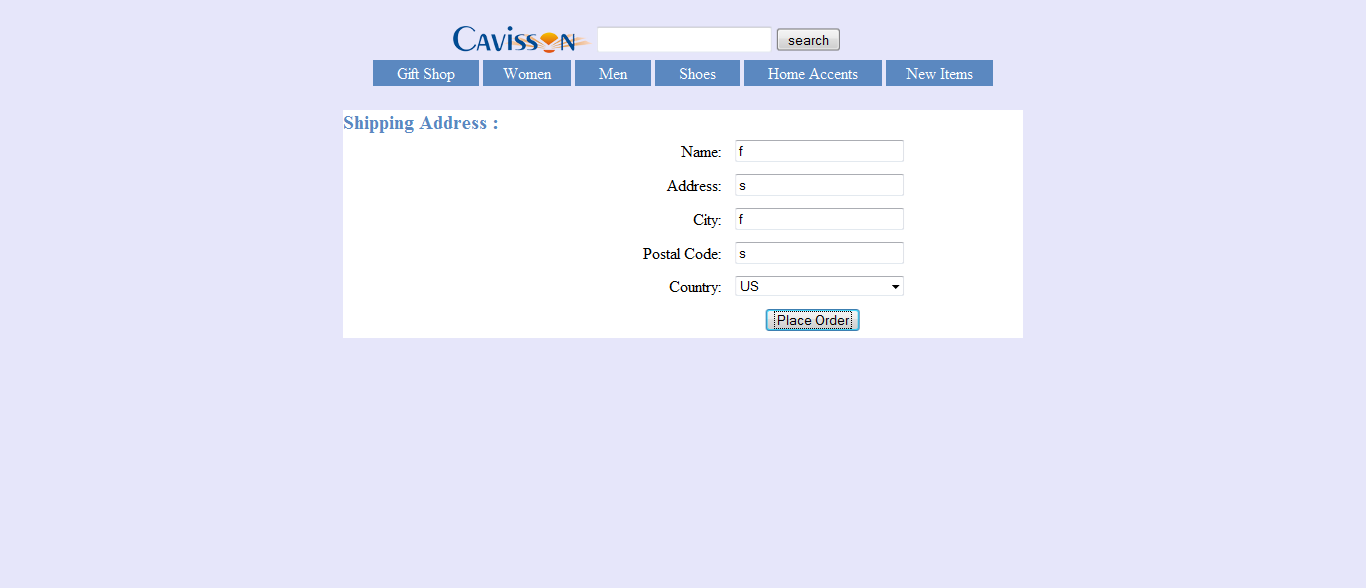 CAVISSON search
Gift Shop Women Men Shoes Home Accents New Items
Shipping Address :
Name: f
Address: s
City: f
Postal Code: s
Country: US
Place Order